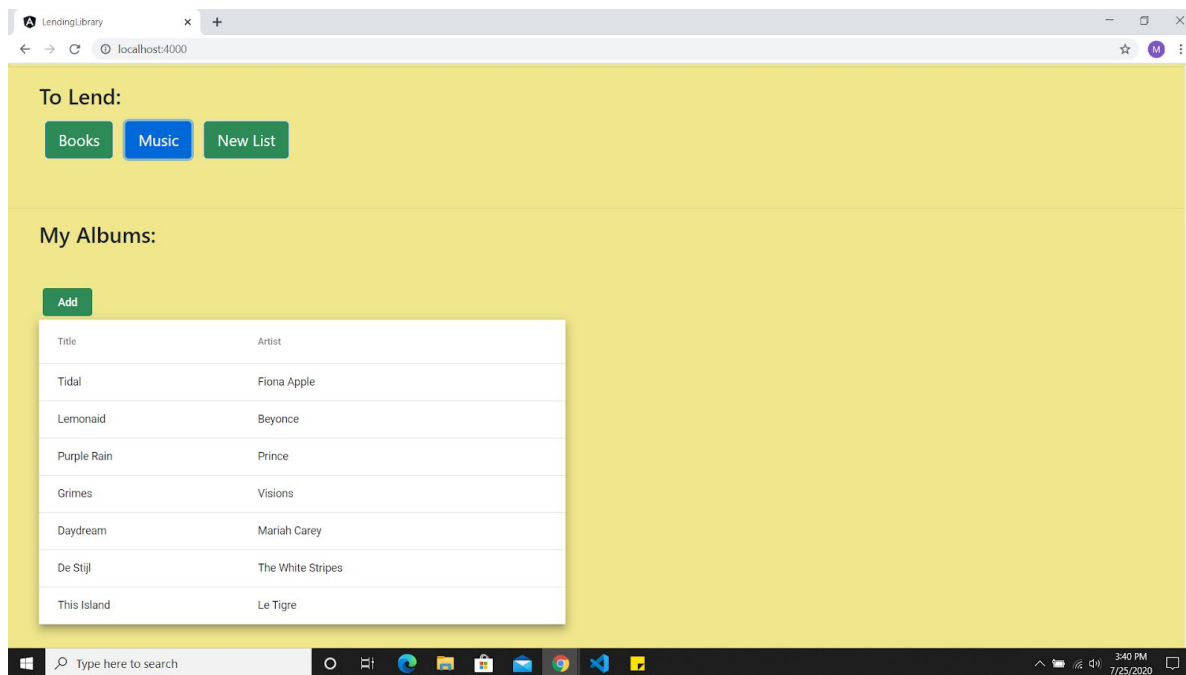 LendingLibrary
localhost:4000
M
To Lend:
Books Music New List
My Albums:
Add
Title Artist
Tidal Fiona Apple
Lemonaid Beyonce
Purple Rain Prince
Grimes Visions
Daydream Mariah Carey
De Stijl The White Stripes
This Island Le Tigre
Type here to search
3:40 PM
7/25/2020